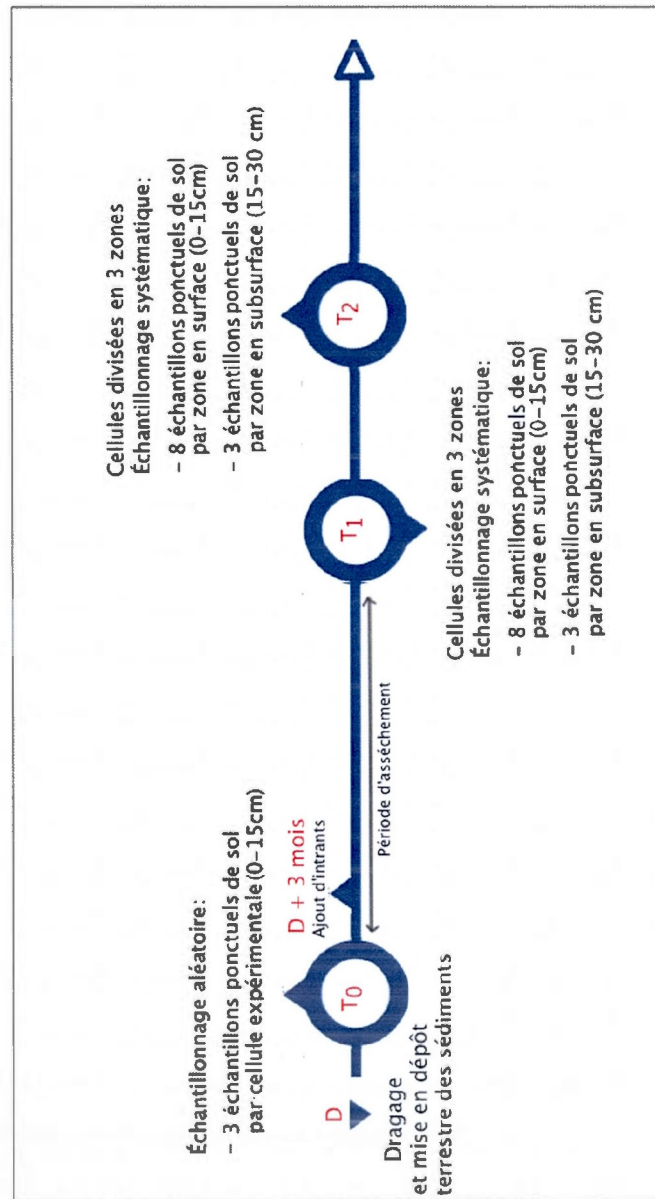 D
Dragage
et mise en dépôt
terrestre des sédiments
Échantillonnage aléatoire:
- 3 échantillons ponctuels de sol
par cellule expérimentale (0-15cm)
T0
D + 3 mois
Ajout d'intrants
Période d'asséchement
T1
Cellules divisées en 3 zones
Échantillonnage systématique:
- 8 échantillons ponctuels de sol
par zone en surface (0-15cm)
- 3 échantillons ponctuels de sol
par zone en subsurface (15-30 cm)
T2
Cellules divisées en 3 zones
Échantillonnage systématique:
- 8 échantillons ponctuels de sol
par zone en surface (0-15cm)
- 3 échantillons ponctuels de sol
par zone en subsurface (15-30 cm)